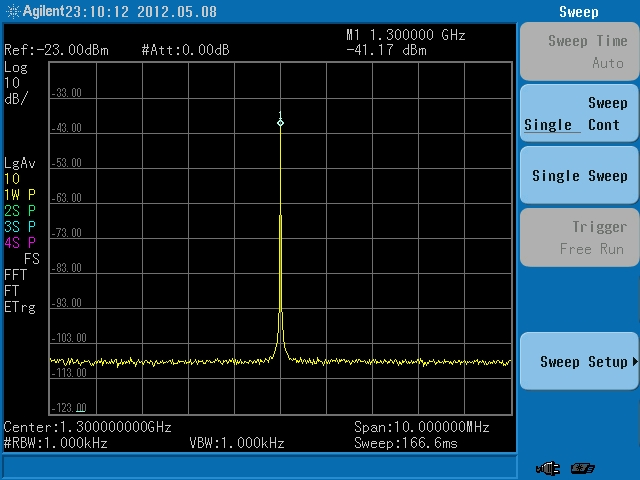 Agilent 23:10:12 2012.05.08
Sweep
M1 1.300000 GHz
Ref:-23.00dBm #Att:0.00dB -41.17 dBm
Log
10
dB/
-33.00
-43.00
-53.00
-63.00
-73.00
-83.00
-93.00
-103.00
-113.00
-123.00
1
LgAv
10
1W P
2S P
3S P
4S P
FS
FFT
FT
ETrg
Center:1.300000000GHz Span:10.000000MHz
#RBW:1.000kHz VBW:1.000kHz Sweep:166.6ms
Sweep Time
Auto
Sweep
Single Cont
Single Sweep
Trigger
Free Run
Sweep Setup